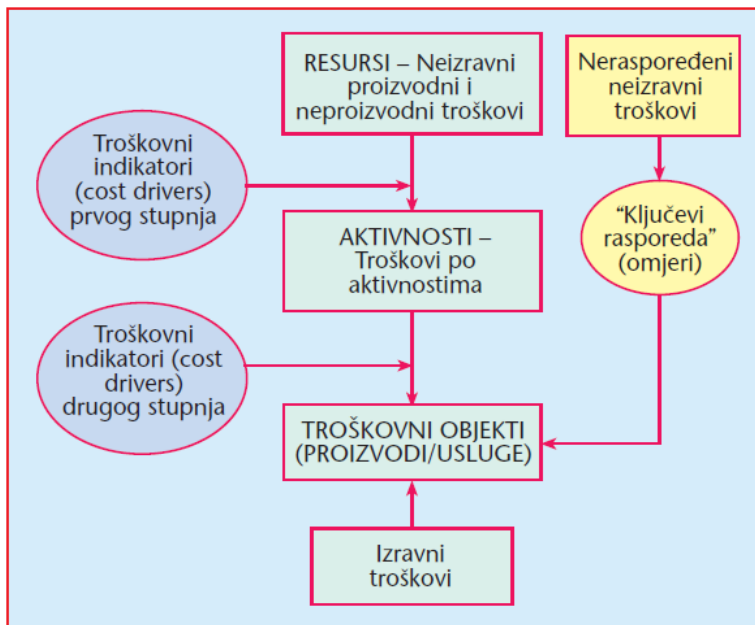 RESURSI – Neizravni
proizvodni i
neproizvodni troškovi
Neraspoređeni
neizravni
troškovi
Troškovni
indikatori
(cost drivers)
prvog stupnja
“Ključevi
rasporeda”
(omjeri)
AKTIVNOSTI –
Troškovi po
aktivnostima
Troškovni
indikatori (cost
drivers)
drugog stupnja
TROŠKOVNI OBJEKTI
(PROIZVODI/USLUGE)
Izravni
troškovi